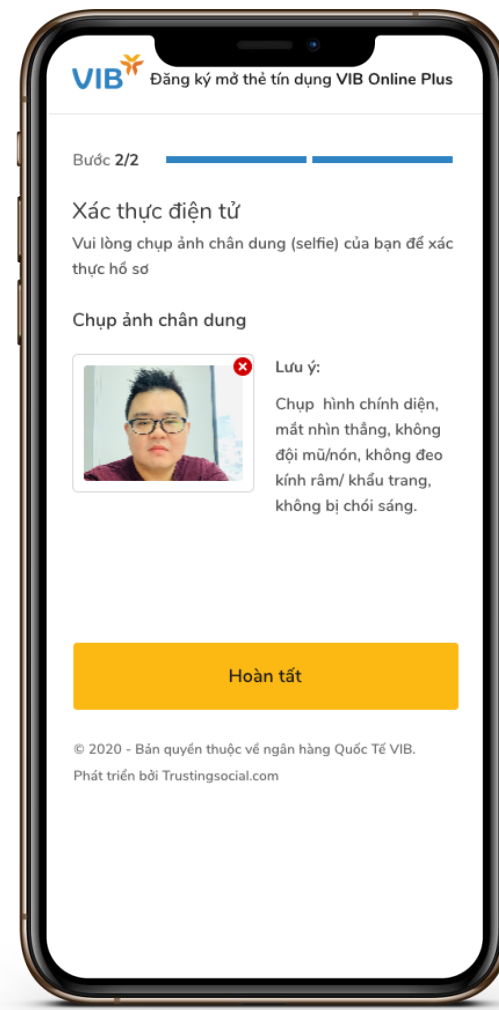 VIB Đăng ký mở thẻ tín dụng VIB Online Plus
Bước 2/2
Xác thực điện tử
Vui lòng chụp ảnh chân dung (selfie) của bạn để xác
thực hồ sơ
Chụp ảnh chân dung
Lưu ý:
Chụp hình chính diện,
mắt nhìn thẳng, không
đội mũ/nón, không đeo
kính râm/ khẩu trang,
không bị chói sáng.
Hoàn tất
© 2020 - Bản quyền thuộc về ngân hàng Quốc Tế VIB.
Phát triển bởi Trustingsocial.com